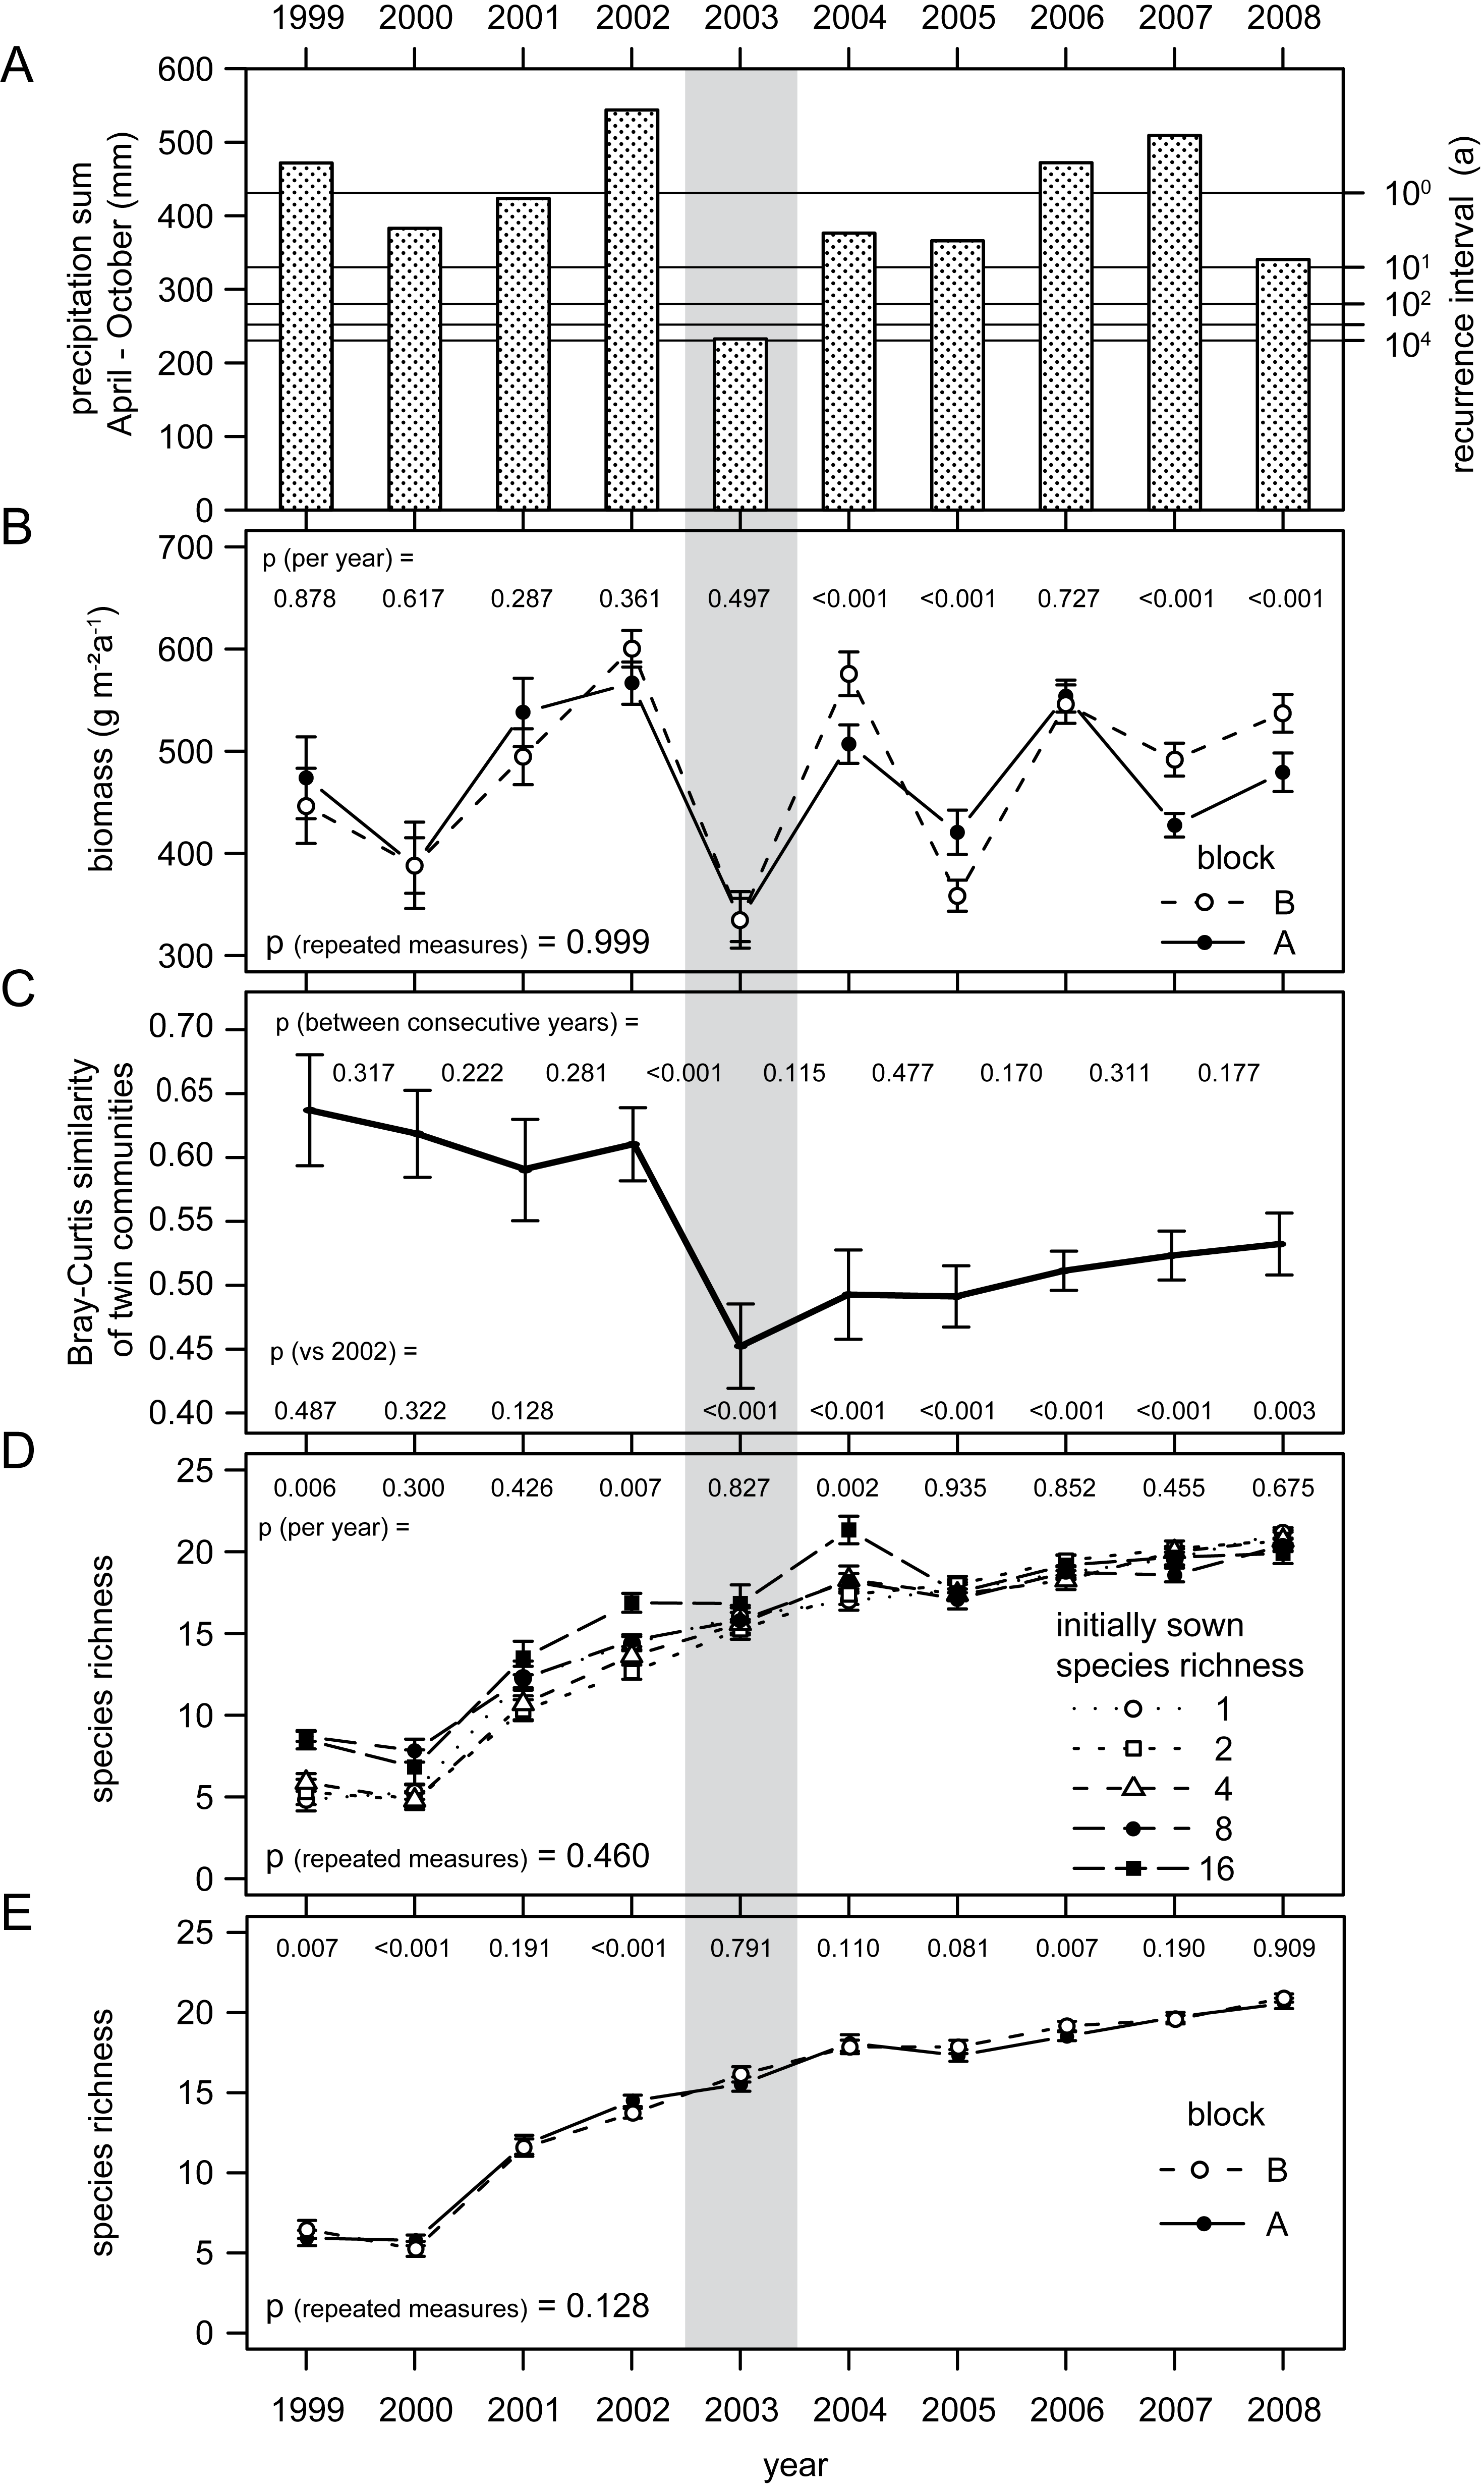 1999 2000 2001 2002 2003 2004 2005 2006 2007 2008
A
600
500
400
300
200
100
0
precipitation sum
April - October (mm)
10⁰
10¹
10²
10⁴
recurrence interval (a)
B
700
600
500
400
300
biomass (g m⁻²a⁻¹)
p (per year) =
0.878 0.617 0.287 0.361 0.497 <0.001 <0.001 0.727 <0.001 <0.001
block
B
A
p (repeated measures) = 0.999
C
0.70
0.65
0.60
0.55
0.50
0.45
0.40
Bray-Curtis similarity
of twin communities
p (between consecutive years) =
0.317 0.222 0.281 <0.001 0.115 0.477 0.170 0.311 0.177
p (vs 2002) =
0.487 0.322 0.128 <0.001 <0.001 <0.001 <0.001 <0.001 0.003
D
25
20
15
10
5
0
species richness
0.006 0.300 0.426 0.007 0.827 0.002 0.935 0.852 0.455 0.675
p (per year) =
initially sown
species richness
1
2
4
8
16
p (repeated measures) = 0.460
E
25
20
15
10
5
0
species richness
0.007 <0.001 0.191 <0.001 0.791 0.110 0.081 0.007 0.190 0.909
block
B
A
p (repeated measures) = 0.128
1999 2000 2001 2002 2003 2004 2005 2006 2007 2008
year